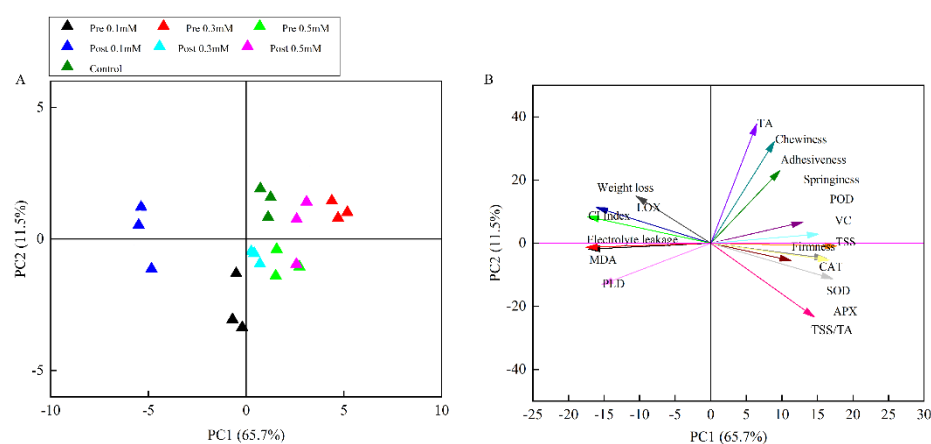 Pre 0.1mM Pre 0.3mM Pre 0.5mM
Post 0.1mM Post 0.3mM Post 0.5mM
Control
A
5
0
-5
-10 -5 0 5 10
PC2 (11.5%)
PC1 (65.7%)
B
40
20
0
-20
-40
-25 -20 -15 -10 -5 0 5 10 15 20 25 30
PC2 (11.5%)
PC1 (65.7%)
TA
Chewiness
Adhesiveness
Springiness
POD
VC
TSS
Firmness
CAT
SOD
APX
TSS/TA
Weight loss
LOX
CI index
Electrolyre leakage
MDA
PLD